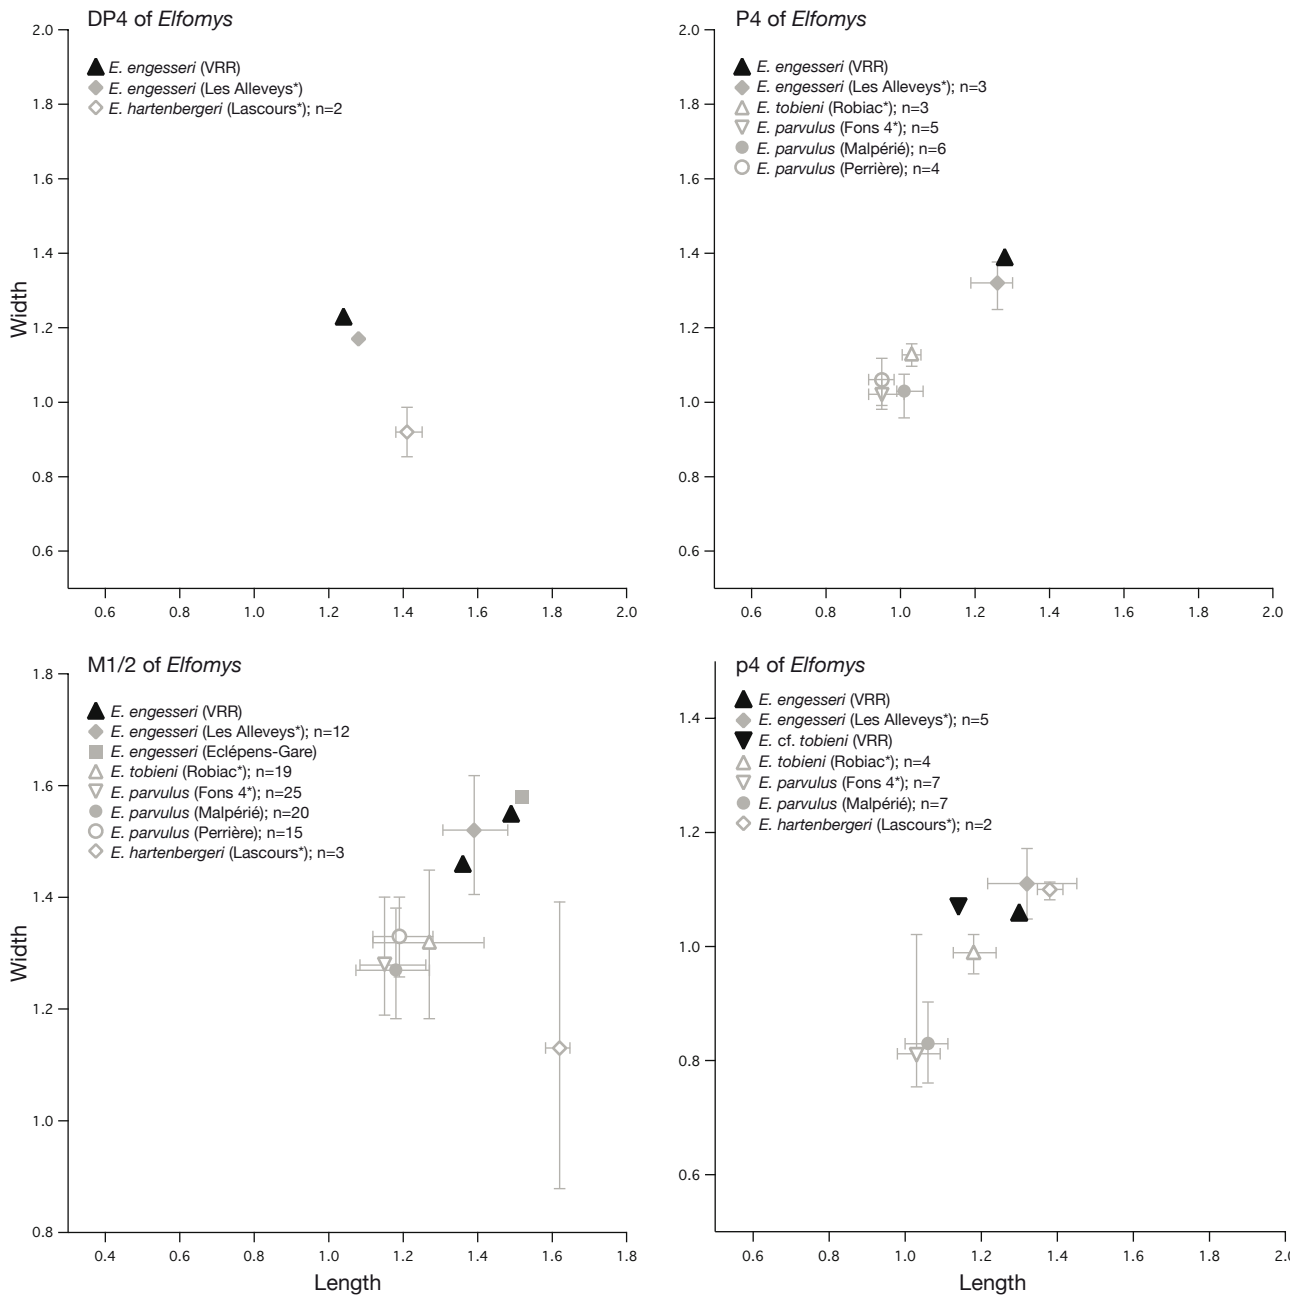 DP4 of Elfomys
E. engesseri (VRR)
E. engesseri (Les Alleveys*)
E. hartenbergeri (Lascours*); n=2
2.0
1.8
1.6
1.4
1.2
1.0
0.8
0.6
Width
0.6 0.8 1.0 1.2 1.4 1.6 1.8 2.0
P4 of Elfomys
E. engesseri (VRR)
E. engesseri (Les Alleveys*); n=3
E. tobieni (Robiac*); n=3
E. parvulus (Fons 4*); n=5
E. parvulus (Malpérié); n=6
E. parvulus (Perrière); n=4
2.0
1.8
1.6
1.4
1.2
1.0
0.8
0.6
0.6 0.8 1.0 1.2 1.4 1.6 1.8 2.0
M1/2 of Elfomys
E. engesseri (VRR)
E. engesseri (Les Alleveys*); n=12
E. engesseri (Eclépens-Gare)
E. tobieni (Robiac*); n=19
E. parvulus (Fons 4*); n=25
E. parvulus (Malpérié); n=20
E. parvulus (Perrière); n=15
E. hartenbergeri (Lascours*); n=3
1.8
1.6
1.4
1.2
1.0
0.8
Width
0.4 0.6 0.8 1.0 1.2 1.4 1.6 1.8
Length
p4 of Elfomys
E. engesseri (VRR)
E. engesseri (Les Alleveys*); n=5
E. cf. tobieni (VRR)
E. tobieni (Robiac*); n=4
E. parvulus (Fons 4*); n=7
E. parvulus (Malpérié); n=7
E. hartenbergeri (Lascours*); n=2
1.4
1.2
1.0
0.8
0.6
0.6 0.8 1.0 1.2 1.4 1.6 1.8 2.0
Length